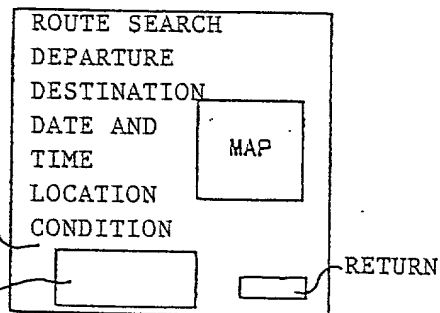 ROUTE SEARCH
DEPARTURE
DESTINATION
DATE AND
TIME
MAP
LOCATION
CONDITION
RETURN